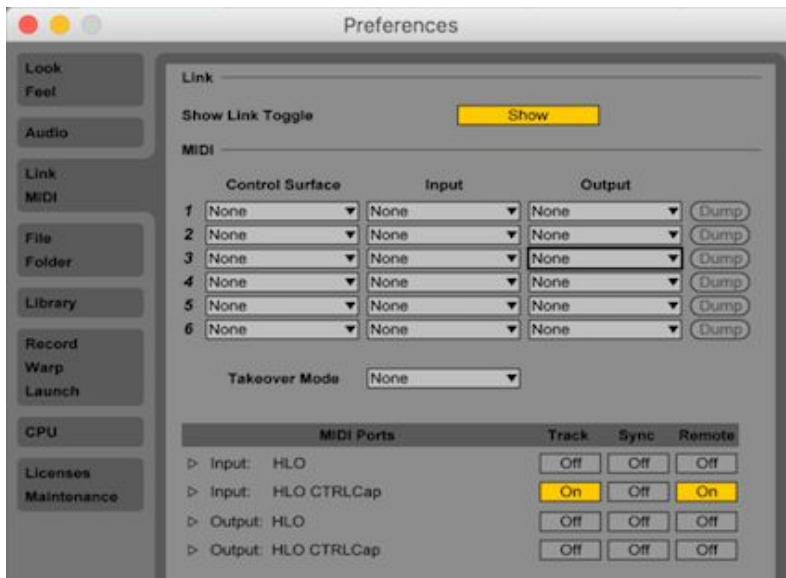 Preferences
Look
Feel
Audio
Link
MIDI
File
Folder
Library
Record
Warp
Launch
CPU
Licenses
Maintenance
Link
Show Link Toggle Show
MIDI
Control Surface Input Output
1 None None None Dump
2 None None None Dump
3 None None None Dump
4 None None None Dump
5 None None None Dump
6 None None None Dump
Takeover Mode None
MIDI Ports Track Sync Remote
Input: HLO Off Off Off
Input: HLO CTRLCap On Off On
Output: HLO Off Off Off
Output: HLO CTRLCap Off Off Off